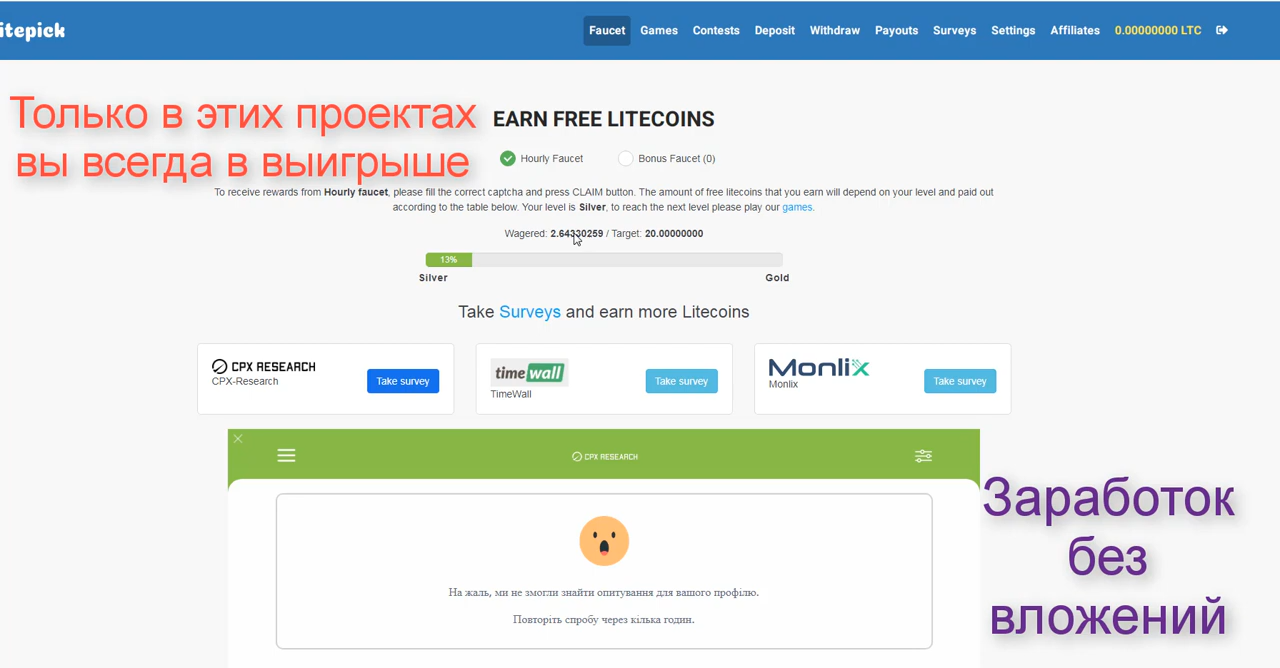 itepick
Faucet Games Contests Deposit Withdraw Payouts Surveys Settings Affiliates 0.00000000 LTC
Только в этих проектах
вы всегда в выигрыше
EARN FREE LITECOINS
Hourly Faucet Bonus Faucet (0)
To receive rewards from Hourly faucet, please fill the correct captcha and press CLAIM button. The amount of free litecoins that you earn will depend on your level and paid out
according to the table below. Your level is Silver, to reach the next level please play our games.
Wagered: 2.64330259 / Target: 20.00000000
13%
Silver Gold
Take Surveys and earn more Litecoins
CPX RESEARCH
CPX-Research
Take survey
timewall
TimeWall
Take survey
Monlix
Monlix
Take survey
CPX RESEARCH
На жаль, ми не змогли знайти опитування для вашого профілю.
Повторіть спробу через кілька годин.
Заработок
без
вложений